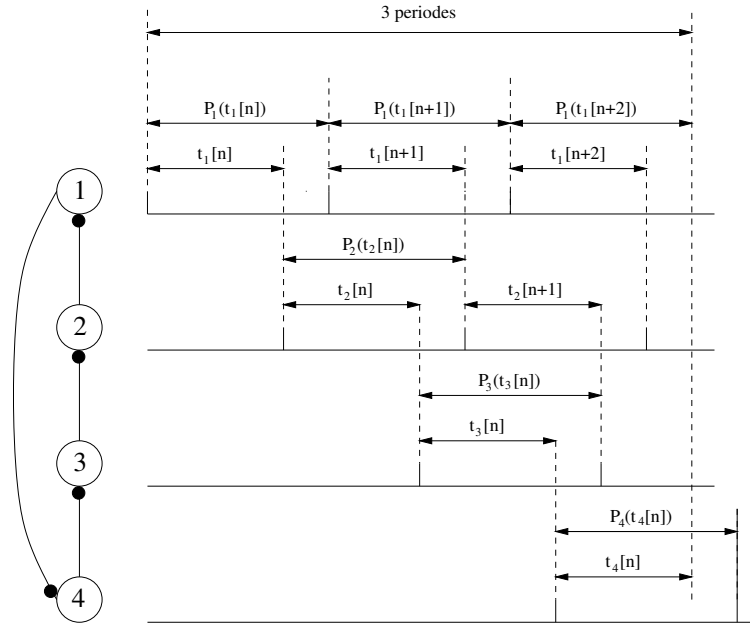 3 periodes
P1(t1[n]) P1(t1[n+1]) P1(t1[n+2])
t1[n] t1[n+1] t1[n+2]
1
P2(t2[n])
t2[n] t2[n+1]
2
P3(t3[n])
t3[n]
3
P4(t4[n])
t4[n]
4